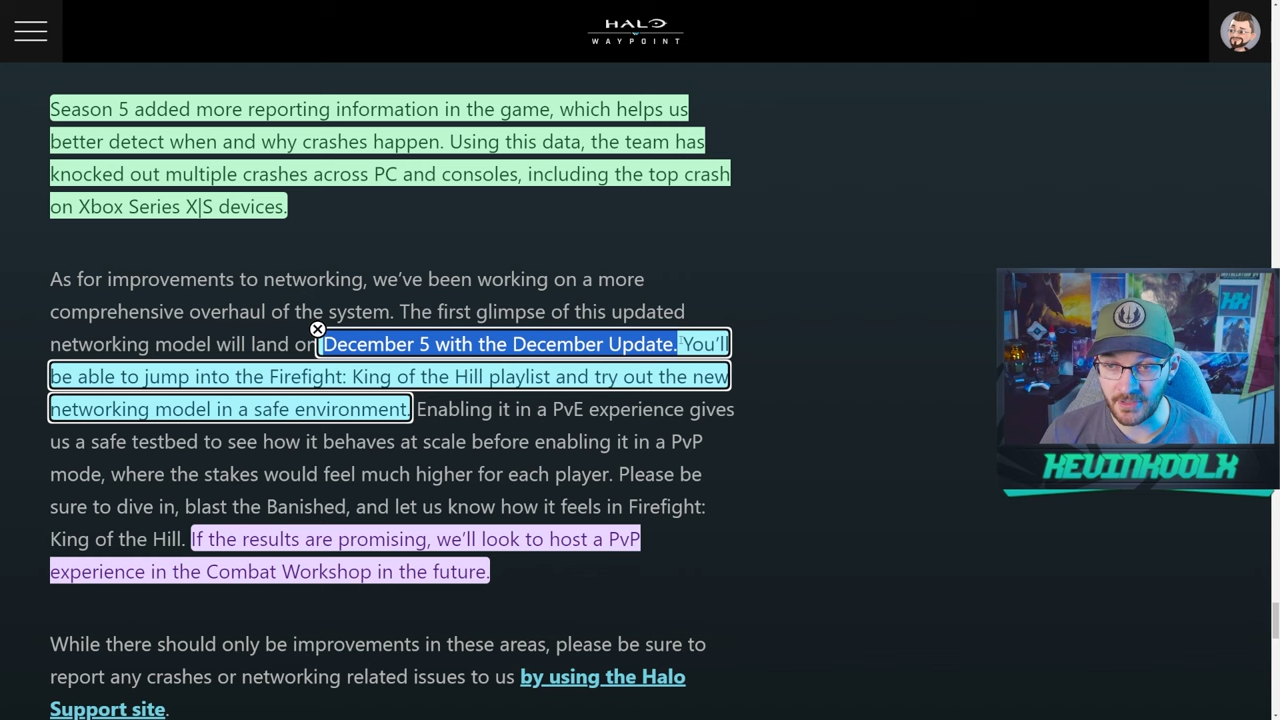 HALO
WAYPOINT
Season 5 added more reporting information in the game, which helps us
better detect when and why crashes happen. Using this data, the team has
knocked out multiple crashes across PC and consoles, including the top crash
on Xbox Series X|S devices.
As for improvements to networking, we’ve been working on a more
comprehensive overhaul of the system. The first glimpse of this updated
networking model will land on December 5 with the December Update. You’ll
be able to jump into the Firefight: King of the Hill playlist and try out the new
networking model in a safe environment. Enabling it in a PvE experience gives
us a safe testbed to see how it behaves at scale before enabling it in a PvP
mode, where the stakes would feel much higher for each player. Please be
sure to dive in, blast the Banished, and let us know how it feels in Firefight:
King of the Hill. If the results are promising, we’ll look to host a PvP
experience in the Combat Workshop in the future.
While there should only be improvements in these areas, please be sure to
report any crashes or networking related issues to us by using the Halo
Support site.
KEVINKOOLX